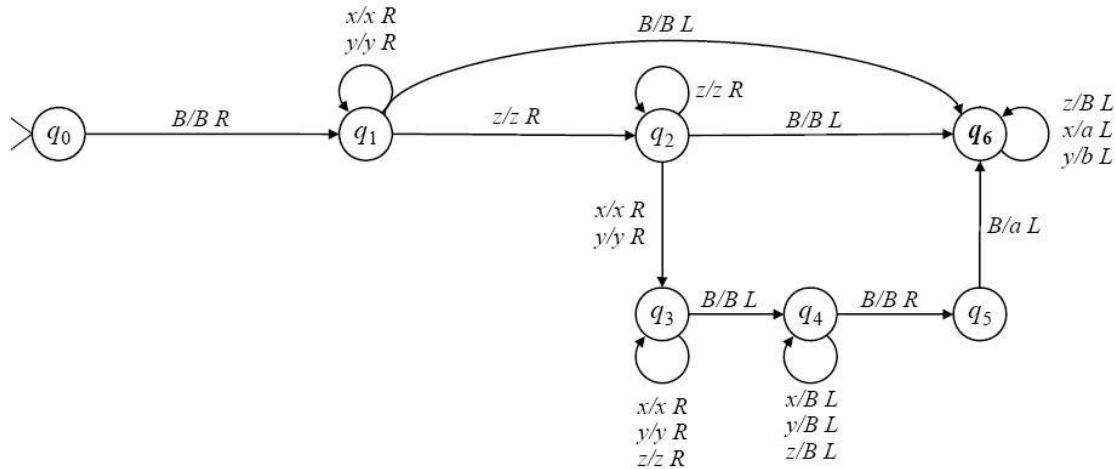 x/x R
y/y R
B/B L
z/z R
z/B L
x/a L
y/b L
q0
B/B R
q1
z/z R
q2
B/B L
q6
x/x R
y/y R
B/a L
q3
B/B L
q4
B/B R
q5
x/x R
y/y R
z/z R
x/B L
y/B L
z/B L